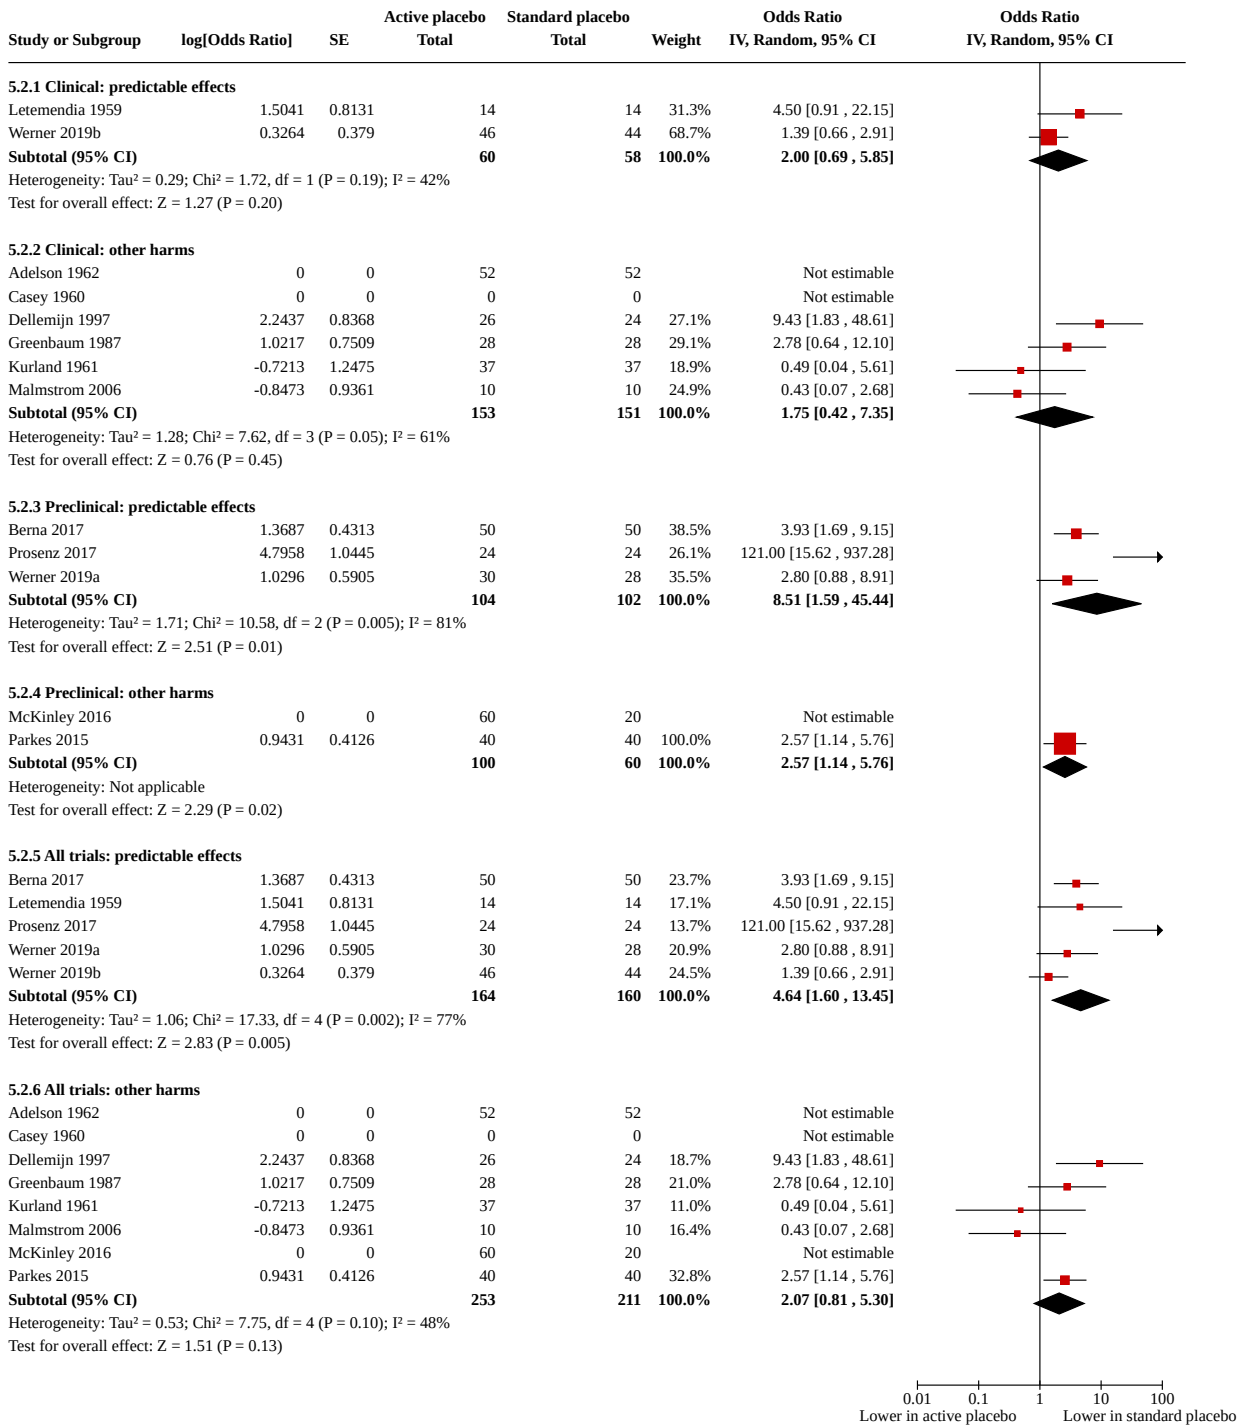 Active placebo Standard placebo Odds Ratio Odds Ratio
Study or Subgroup log[Odds Ratio] SE Total Total Weight IV, Random, 95% CI IV, Random, 95% CI
5.2.1 Clinical: predictable effects
Letemendia 1959 1.5041 0.8131 14 14 31.3% 4.50 [0.91 , 22.15]
Werner 2019b 0.3264 0.379 46 44 68.7% 1.39 [0.66 , 2.91]
Subtotal (95% CI) 60 58 100.0% 2.00 [0.69 , 5.85]
Heterogeneity: Tau² = 0.29; Chi² = 1.72, df = 1 (P = 0.19); I² = 42%
Test for overall effect: Z = 1.27 (P = 0.20)
5.2.2 Clinical: other harms
Adelson 1962 0 0 52 52 Not estimable
Casey 1960 0 0 0 0 Not estimable
Dellemijn 1997 2.2437 0.8368 26 24 27.1% 9.43 [1.83 , 48.61]
Greenbaum 1987 1.0217 0.7509 28 28 29.1% 2.78 [0.64 , 12.10]
Kurland 1961 -0.7213 1.2475 37 37 18.9% 0.49 [0.04 , 5.61]
Malmstrom 2006 -0.8473 0.9361 10 10 24.9% 0.43 [0.07 , 2.68]
Subtotal (95% CI) 153 151 100.0% 1.75 [0.42 , 7.35]
Heterogeneity: Tau² = 1.28; Chi² = 7.62, df = 3 (P = 0.05); I² = 61%
Test for overall effect: Z = 0.76 (P = 0.45)
5.2.3 Preclinical: predictable effects
Berna 2017 1.3687 0.4313 50 50 38.5% 3.93 [1.69 , 9.15]
Prosenz 2017 4.7958 1.0445 24 24 26.1% 121.00 [15.62 , 937.28]
Werner 2019a 1.0296 0.5905 30 28 35.5% 2.80 [0.88 , 8.91]
Subtotal (95% CI) 104 102 100.0% 8.51 [1.59 , 45.44]
Heterogeneity: Tau² = 1.71; Chi² = 10.58, df = 2 (P = 0.005); I² = 81%
Test for overall effect: Z = 2.51 (P = 0.01)
5.2.4 Preclinical: other harms
McKinley 2016 0 0 60 20 Not estimable
Parkes 2015 0.9431 0.4126 40 40 100.0% 2.57 [1.14 , 5.76]
Subtotal (95% CI) 100 60 100.0% 2.57 [1.14 , 5.76]
Heterogeneity: Not applicable
Test for overall effect: Z = 2.29 (P = 0.02)
5.2.5 All trials: predictable effects
Berna 2017 1.3687 0.4313 50 50 23.7% 3.93 [1.69 , 9.15]
Letemendia 1959 1.5041 0.8131 14 14 17.1% 4.50 [0.91 , 22.15]
Prosenz 2017 4.7958 1.0445 24 24 13.7% 121.00 [15.62 , 937.28]
Werner 2019a 1.0296 0.5905 30 28 20.9% 2.80 [0.88 , 8.91]
Werner 2019b 0.3264 0.379 46 44 24.5% 1.39 [0.66 , 2.91]
Subtotal (95% CI) 164 160 100.0% 4.64 [1.60 , 13.45]
Heterogeneity: Tau² = 1.06; Chi² = 17.33, df = 4 (P = 0.002); I² = 77%
Test for overall effect: Z = 2.83 (P = 0.005)
5.2.6 All trials: other harms
Adelson 1962 0 0 52 52 Not estimable
Casey 1960 0 0 0 0 Not estimable
Dellemijn 1997 2.2437 0.8368 26 24 18.7% 9.43 [1.83 , 48.61]
Greenbaum 1987 1.0217 0.7509 28 28 21.0% 2.78 [0.64 , 12.10]
Kurland 1961 -0.7213 1.2475 37 37 11.0% 0.49 [0.04 , 5.61]
Malmstrom 2006 -0.8473 0.9361 10 10 16.4% 0.43 [0.07 , 2.68]
McKinley 2016 0 0 60 20 Not estimable
Parkes 2015 0.9431 0.4126 40 40 32.8% 2.57 [1.14 , 5.76]
Subtotal (95% CI) 253 211 100.0% 2.07 [0.81 , 5.30]
Heterogeneity: Tau² = 0.53; Chi² = 7.75, df = 4 (P = 0.10); I² = 48%
Test for overall effect: Z = 1.51 (P = 0.13)
0.01 0.1 1 10 100
Lower in active placebo Lower in standard placebo